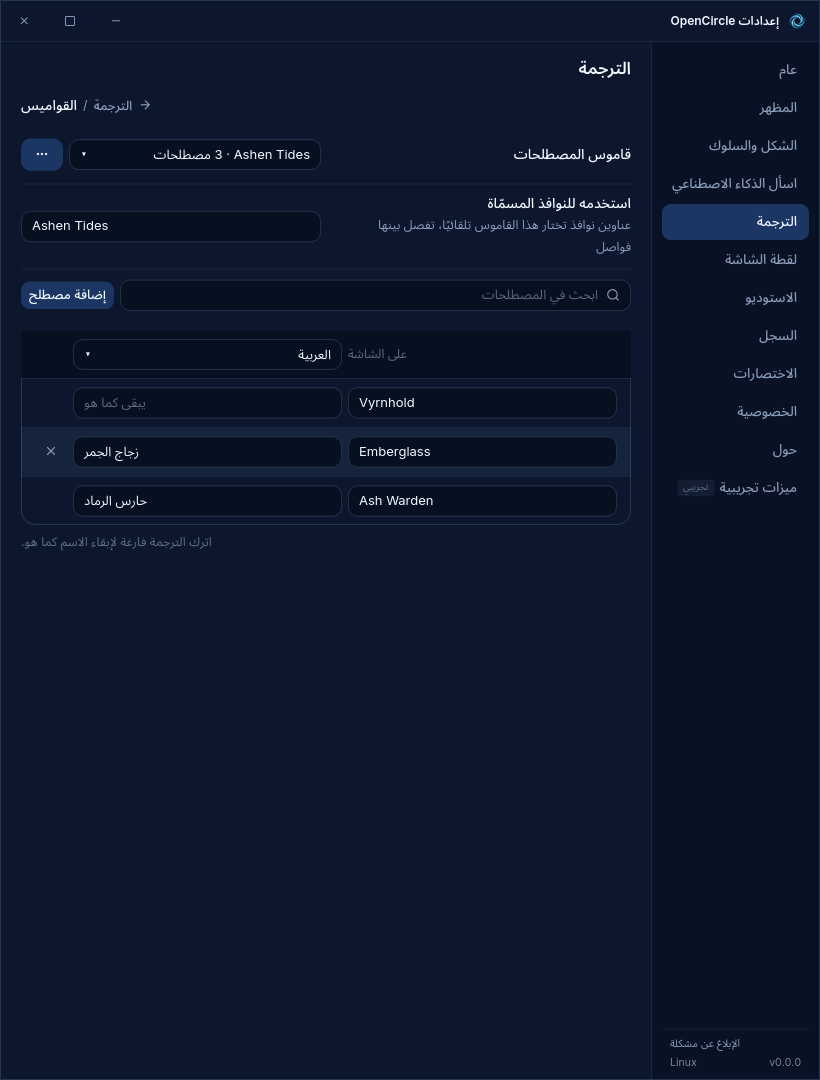 إعدادات OpenCircle
عام
المظهر
الشكل والسلوك
اسأل الذكاء الاصطناعي
الترجمة
لقطة الشاشة
الاستوديو
السجل
الاختصارات
الخصوصية
حول
ميزات تجريبية تجريبي
الإبلاغ عن مشكلة
v0.0.0 Linux
الترجمة
الترجمة / القواميس
قاموس المصطلحات
Ashen Tides · 3 مصطلحات
استخدمه للنوافذ المسمّاة
عناوين نوافذ تختار هذا القاموس تلقائيًا، تفصل بينها
فواصل
Ashen Tides
ابحث في المصطلحات
إضافة مصطلح
على الشاشة
العربية
Vyrnhold
يبقى كما هو
Emberglass
زجاج الجمر
Ash Warden
حارس الرماد
اترك الترجمة فارغة لإبقاء الاسم كما هو.